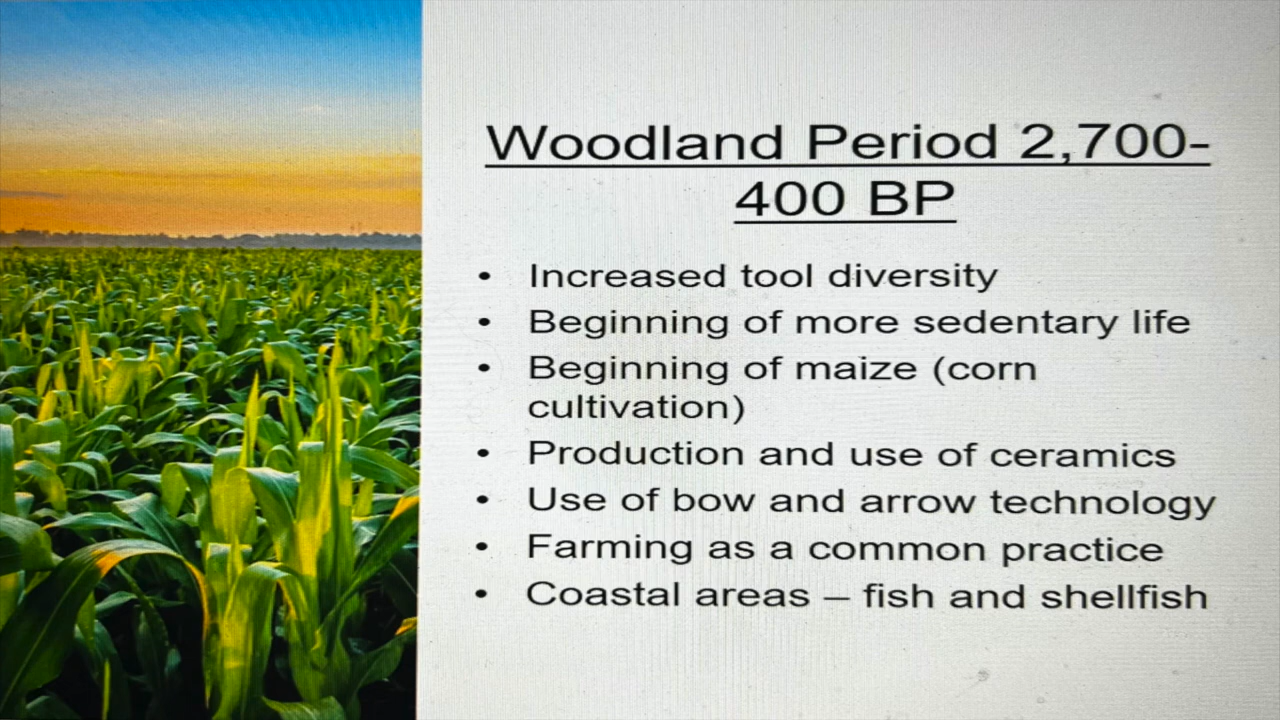 Woodland Period 2,700-
400 BP
• Increased tool diversity
• Beginning of more sedentary life
• Beginning of maize (corn
cultivation)
• Production and use of ceramics
• Use of bow and arrow technology
• Farming as a common practice
• Coastal areas – fish and shellfish